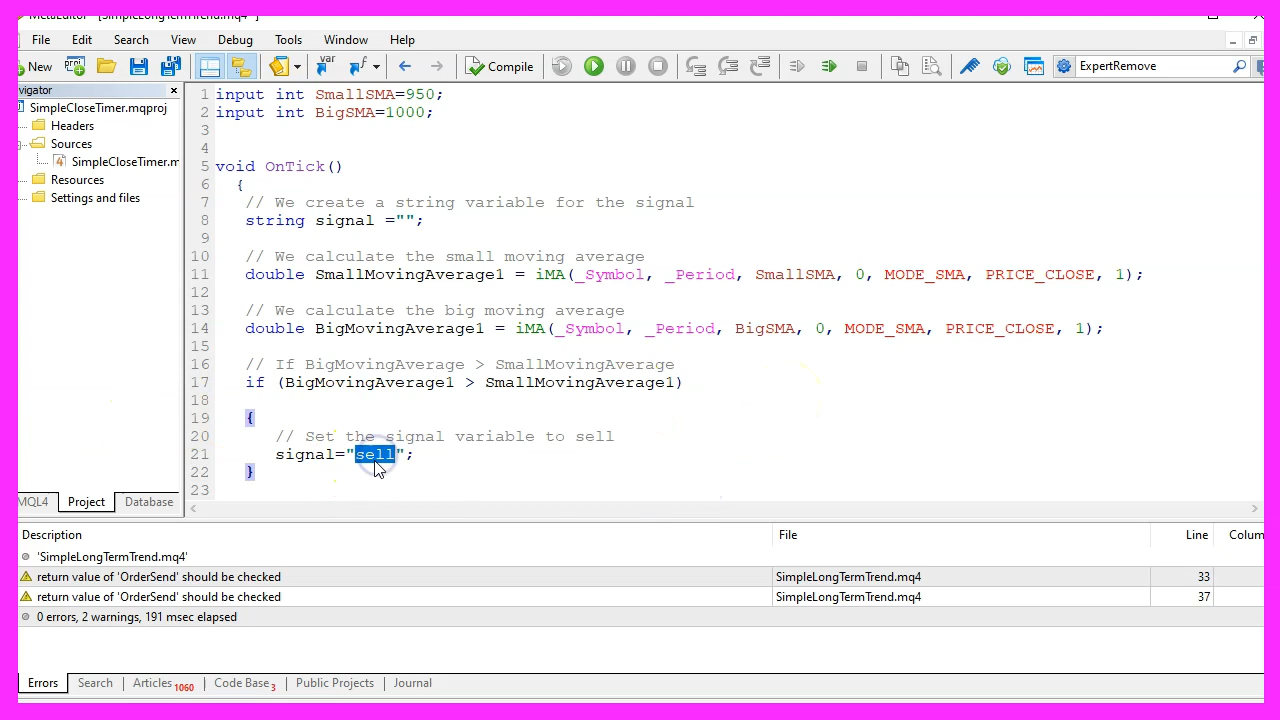 MetaEditor - [SimpleLongTermTrend.mq4 ]
File Edit Search View Debug Tools Window Help
New Compile ExpertRemove
SimpleCloseTimer.mqproj
Headers
Sources
SimpleCloseTimer.m
Resources
Settings and files
MQL4 Project Database
1 input int SmallSMA=950;
2 input int BigSMA=1000;
3
4
5 void OnTick()
6 {
7 // We create a string variable for the signal
8 string signal ="";
9
10 // We calculate the small moving average
11 double SmallMovingAverage1 = iMA(_Symbol, _Period, SmallSMA, 0, MODE_SMA, PRICE_CLOSE, 1);
12
13 // We calculate the big moving average
14 double BigMovingAverage1 = iMA(_Symbol, _Period, BigSMA, 0, MODE_SMA, PRICE_CLOSE, 1);
15
16 // If BigMovingAverage > SmallMovingAverage
17 if (BigMovingAverage1 > SmallMovingAverage1)
18
19 {
20 // Set the signal variable to sell
21 signal="sell";
22 }
23
Description File Line Colum
'SimpleLongTermTrend.mq4'
return value of 'OrderSend' should be checked SimpleLongTermTrend.mq4 33
return value of 'OrderSend' should be checked SimpleLongTermTrend.mq4 37
0 errors, 2 warnings, 191 msec elapsed
Errors Search Articles 1060 Code Base 3 Public Projects Journal